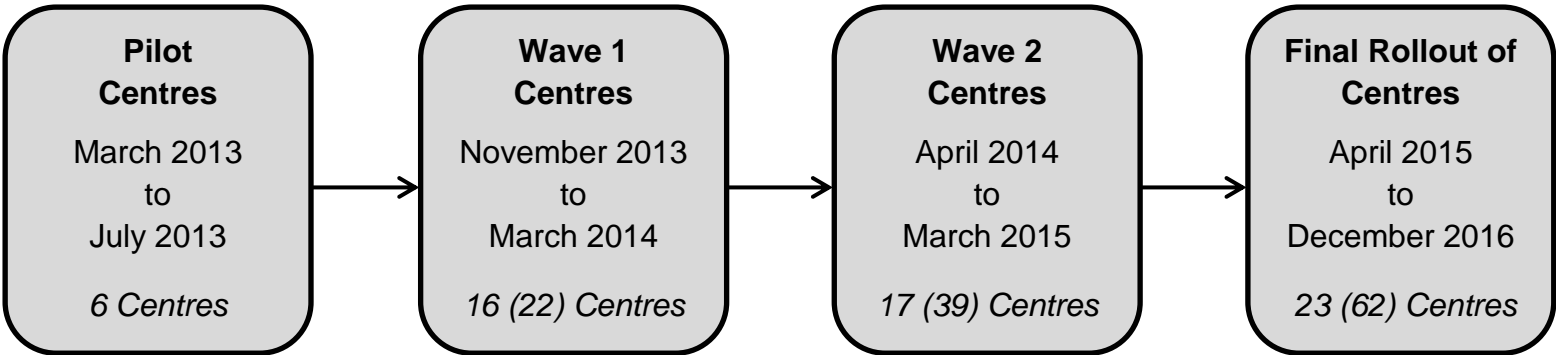 Pilot
Centres
March 2013
to
July 2013
6 Centres
Wave 1
Centres
November 2013
to
March 2014
16 (22) Centres
Wave 2
Centres
April 2014
to
March 2015
17 (39) Centres
Final Rollout of
Centres
April 2015
to
December 2016
23 (62) Centres